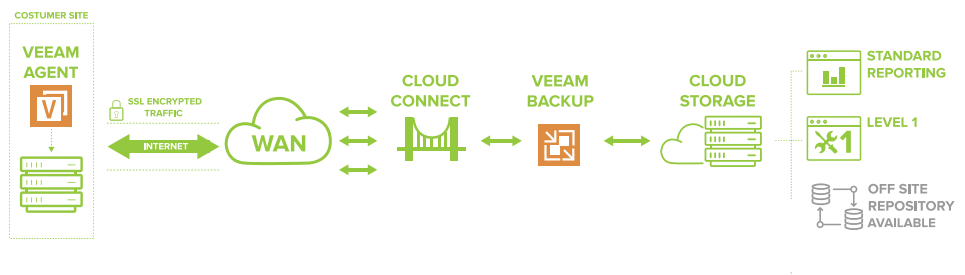 COSTUMER SITE
VEEAM
AGENT
V
SSL ENCRYPTED
TRAFFIC
INTERNET
WAN
CLOUD
CONNECT
VEEAM
BACKUP
CLOUD
STORAGE
STANDARD
REPORTING
1
LEVEL 1
OFF SITE
REPOSITORY
AVAILABLE